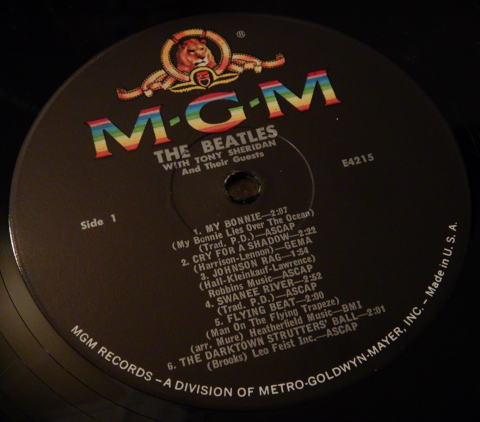 ®
M-G-M
THE BEATLES
WITH TONY SHERIDAN
And Their Guests
E4215
Side 1
1. MY BONNIE—2:07
(My Bonnie Lies Over The Ocean)
(Trad. P.D.)—ASCAP
2. CRY FOR A SHADOW—2:22
(Harrison-Lennon)—GEMA
3. JOHNSON RAG—1:54
(Hall-Kleinkauf-Lawrence)
Robbins Music—ASCAP
4. SWANEE RIVER—2:52
(Trad. P.D.)—ASCAP
5. FLYING BEAT—2:00
(Man On The Flying Trapeze)
(arr. Mure) Heatherfield Music—BMI
6. THE DARKTOWN STRUTTERS' BALL—2:01
(Brooks) Leo Feist Inc.—ASCAP
MGM RECORDS – A DIVISION OF METRO-GOLDWYN-MAYER, INC. – Made in U. S. A.